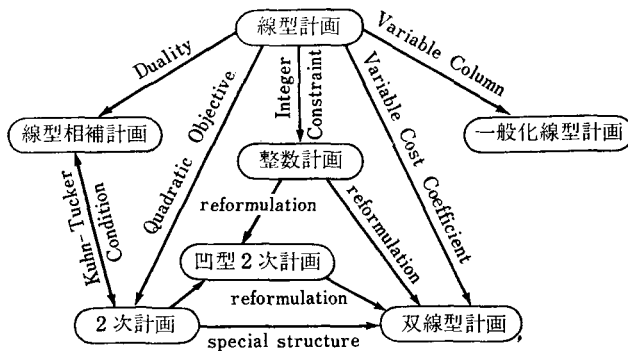 線型計画
Duality
Quadratic Objective
Integer
Constraint
Variable Cost Coefficient
Variable Column
線型相補計画
一般化線型計画
整数計画
Kuhn-Tucker
Condition
reformulation
reformulation
凹型2次計画
reformulation
2次計画
special structure
双線型計画,